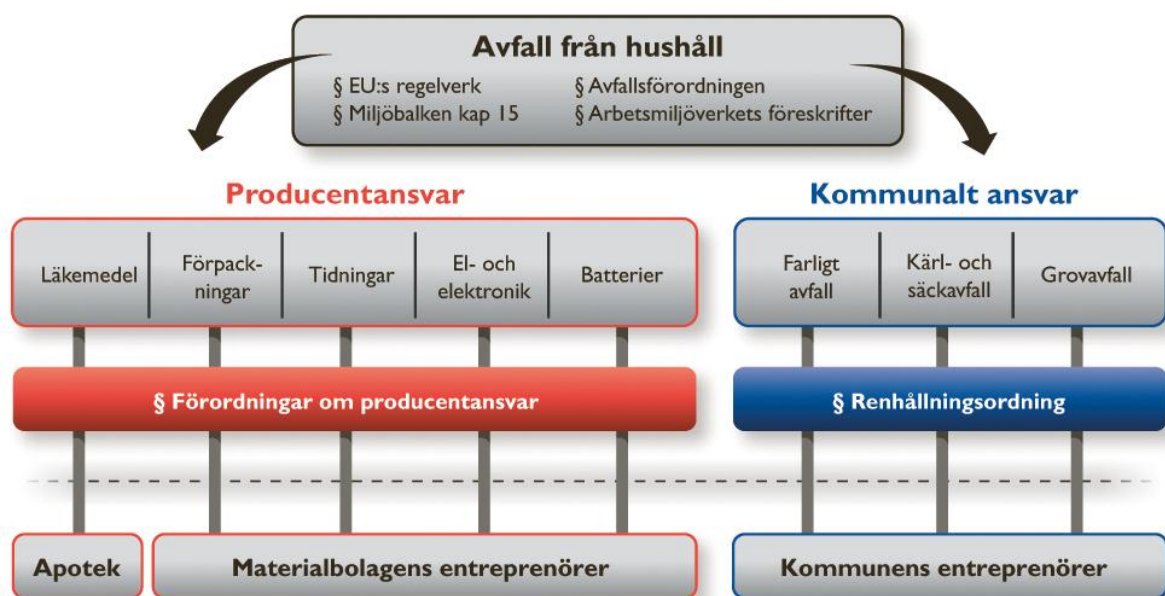 Avfall från hushåll
§ EU:s regelverk
§ Avfallsförordningen
§ Miljöbalken kap 15
§ Arbetsmiljöverkets föreskrifter
Producentansvar
Läkemedel
Förpack-
ningar
Tidningar
El- och
elektronik
Batterier
§ Förordningar om producentansvar
Apotek
Materialbolagens entreprenörer
Kommunalt ansvar
Farligt
avfall
Kärl- och
säckavfall
Grovavfall
§ Renhållningsordning
Kommunens entreprenörer